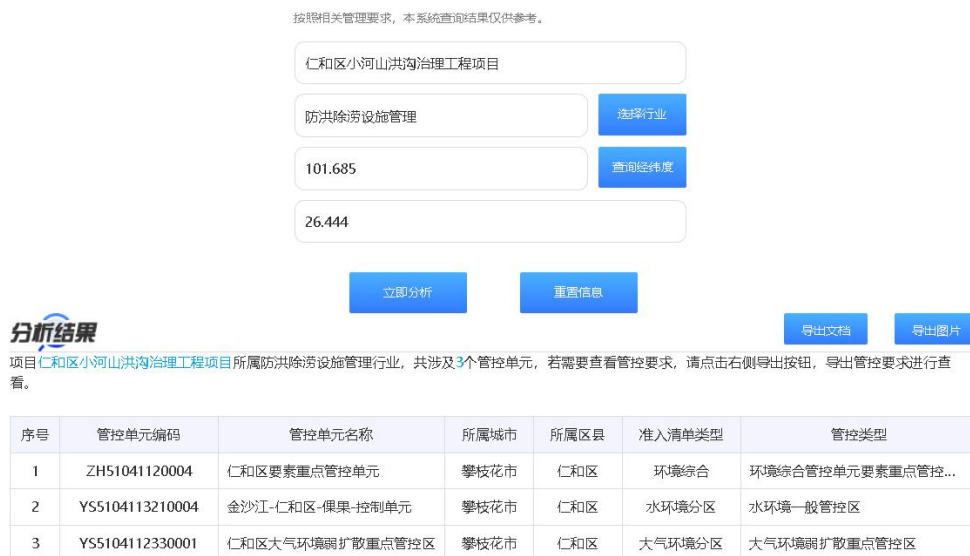 按照相关管理要求，本系统查询结果仅供参考。
仁和区小河山洪沟治理工程项目
防洪除涝设施管理 选择行业
101.685 查询经纬度
26.444
立即分析 重置信息
分析结果 导出文档 导出图片
项目仁和区小河山洪沟治理工程项目所属防洪除涝设施管理行业，共涉及3个管控单元，若需要查看管控要求，请点击右侧导出按钮，导出管控要求进行查
看。
序号 管控单元编码 管控单元名称 所属城市 所属区县 准入清单类型 管控类型
1 ZH51041120004 仁和区要素重点管控单元 攀枝花市 仁和区 环境综合 环境综合管控单元要素重点管控...
2 YS5104113210004 金沙江-仁和区-倮果-控制单元 攀枝花市 仁和区 水环境分区 水环境一般管控区
3 YS5104112330001 仁和区大气环境弱扩散重点管控区 攀枝花市 仁和区 大气环境分区 大气环境弱扩散重点管控区